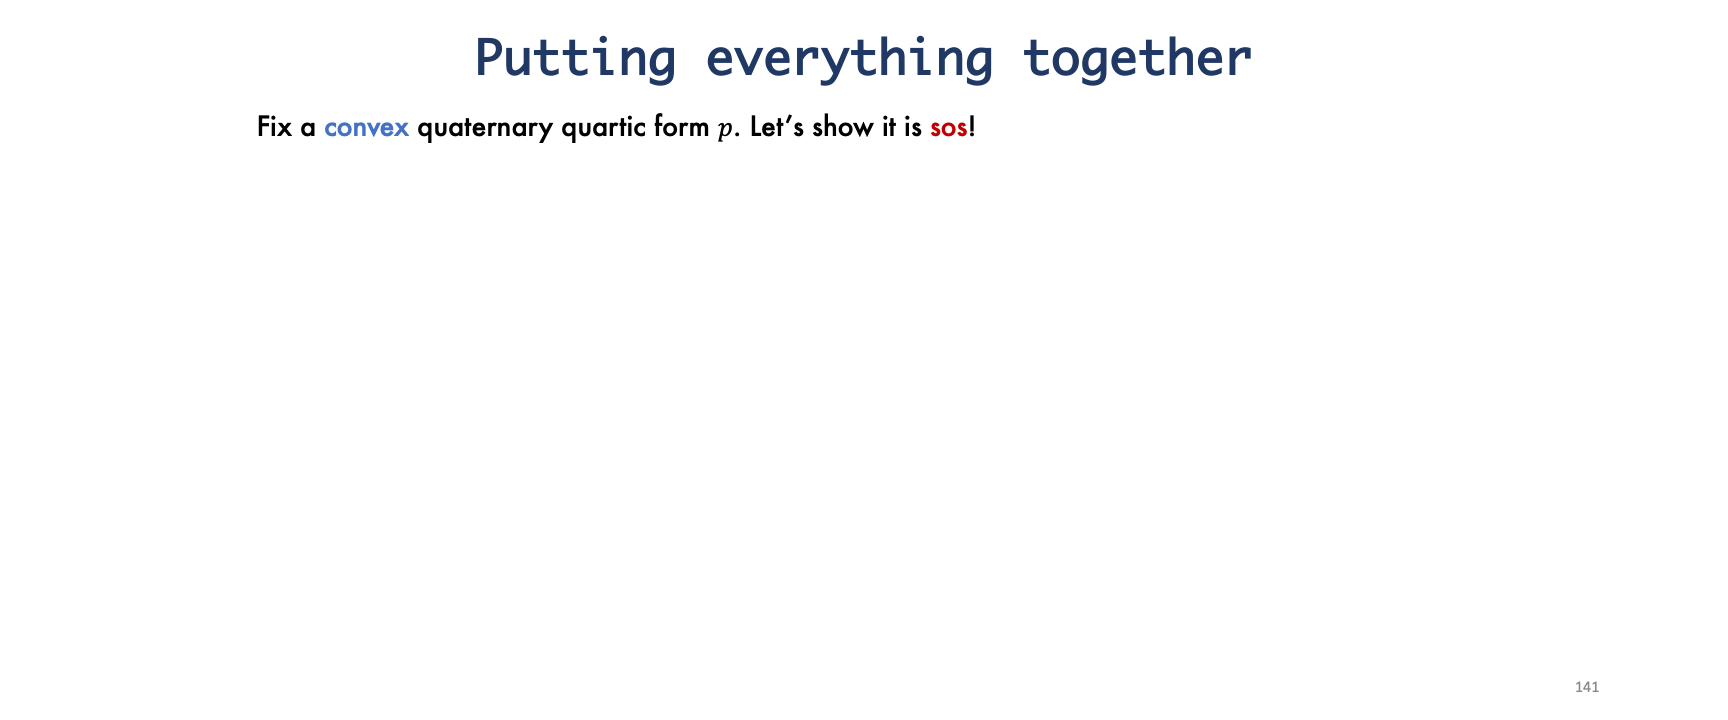 Putting everything together
Fix a convex quaternary quartic form p. Let’s show it is sos!
141